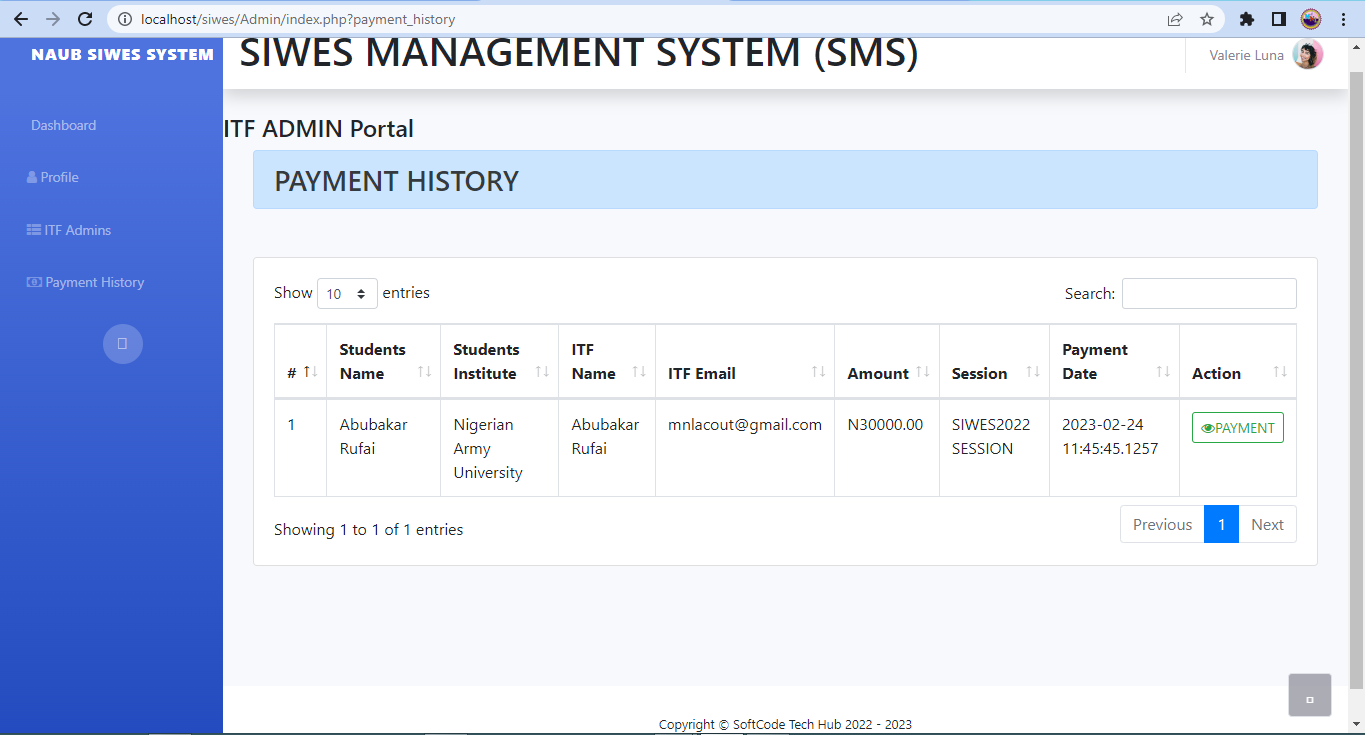 localhost/siwes/Admin/index.php?payment_history
NAUB SIWES SYSTEM
SIWES MANAGEMENT SYSTEM (SMS)
Valerie Luna
Dashboard
Profile
ITF Admins
Payment History
ITF ADMIN Portal
PAYMENT HISTORY
Show 10 entries
Search:
# Students Name Students Institute ITF Name ITF Email Amount Session Payment Date Action
1 Abubakar Rufai Nigerian Army University Abubakar Rufai mnlacout@gmail.com N30000.00 SIWES2022 SESSION 2023-02-24 11:45:45.1257 PAYMENT
Showing 1 to 1 of 1 entries
Previous 1 Next
Copyright © SoftCode Tech Hub 2022 - 2023